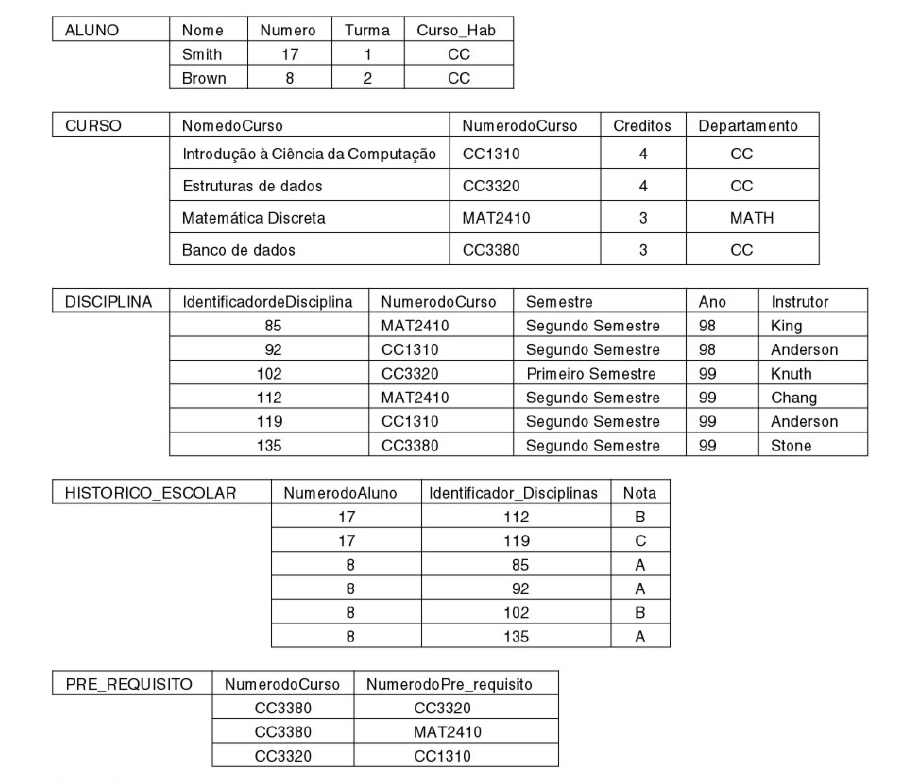 ALUNO Nome Numero Turma Curso_Hab
Smith 17 1 CC
Brown 8 2 CC
CURSO NomedoCurso NumerodoCurso Creditos Departamento
Introdução à Ciência da Computação CC1310 4 CC
Estruturas de dados CC3320 4 CC
Matemática Discreta MAT2410 3 MATH
Banco de dados CC3380 3 CC
DISCIPLINA IdentificadordeDisciplina NumerodoCurso Semestre Ano Instrutor
85 MAT2410 Segundo Semestre 98 King
92 CC1310 Segundo Semestre 98 Anderson
102 CC3320 Primeiro Semestre 99 Knuth
112 MAT2410 Segundo Semestre 99 Chang
119 CC1310 Segundo Semestre 99 Anderson
135 CC3380 Segundo Semestre 99 Stone
HISTORICO_ESCOLAR NumerodoAluno Identificador_Disciplinas Nota
17 112 B
17 119 C
8 85 A
8 92 A
8 102 B
8 135 A
PRE_REQUISITO NumerodoCurso NumerodoPre_requisito
CC3380 CC3320
CC3380 MAT2410
CC3320 CC1310